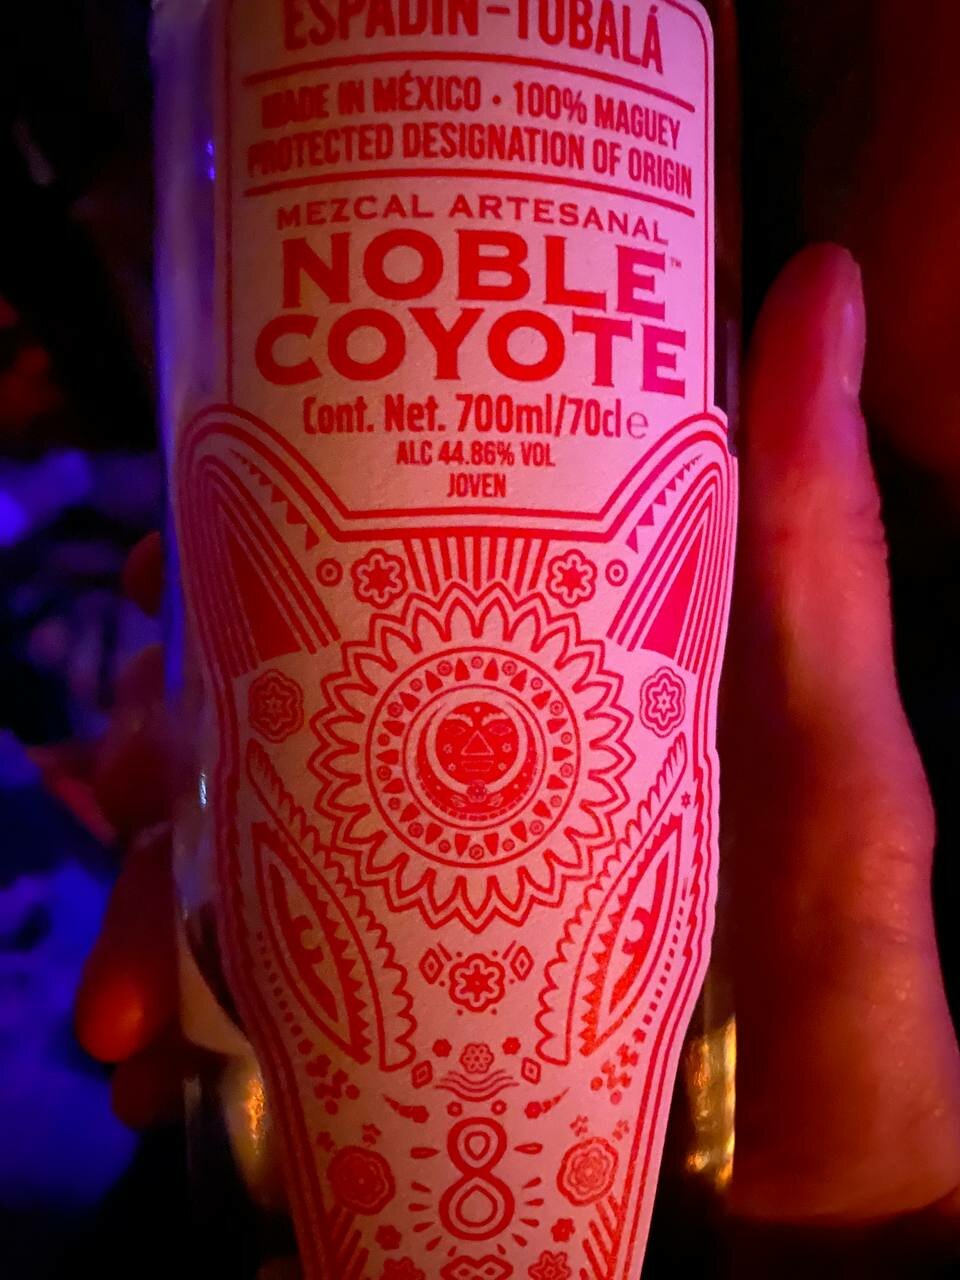 ESPADÍN-TOBALÁ
MADE IN MÉXICO · 100% MAGUEY
PROTECTED DESIGNATION OF ORIGIN
MEZCAL ARTESANAL
NOBLE™
COYOTE
Cont. Net. 700ml/70cl ℮
ALC 44.86% VOL
JOVEN
8